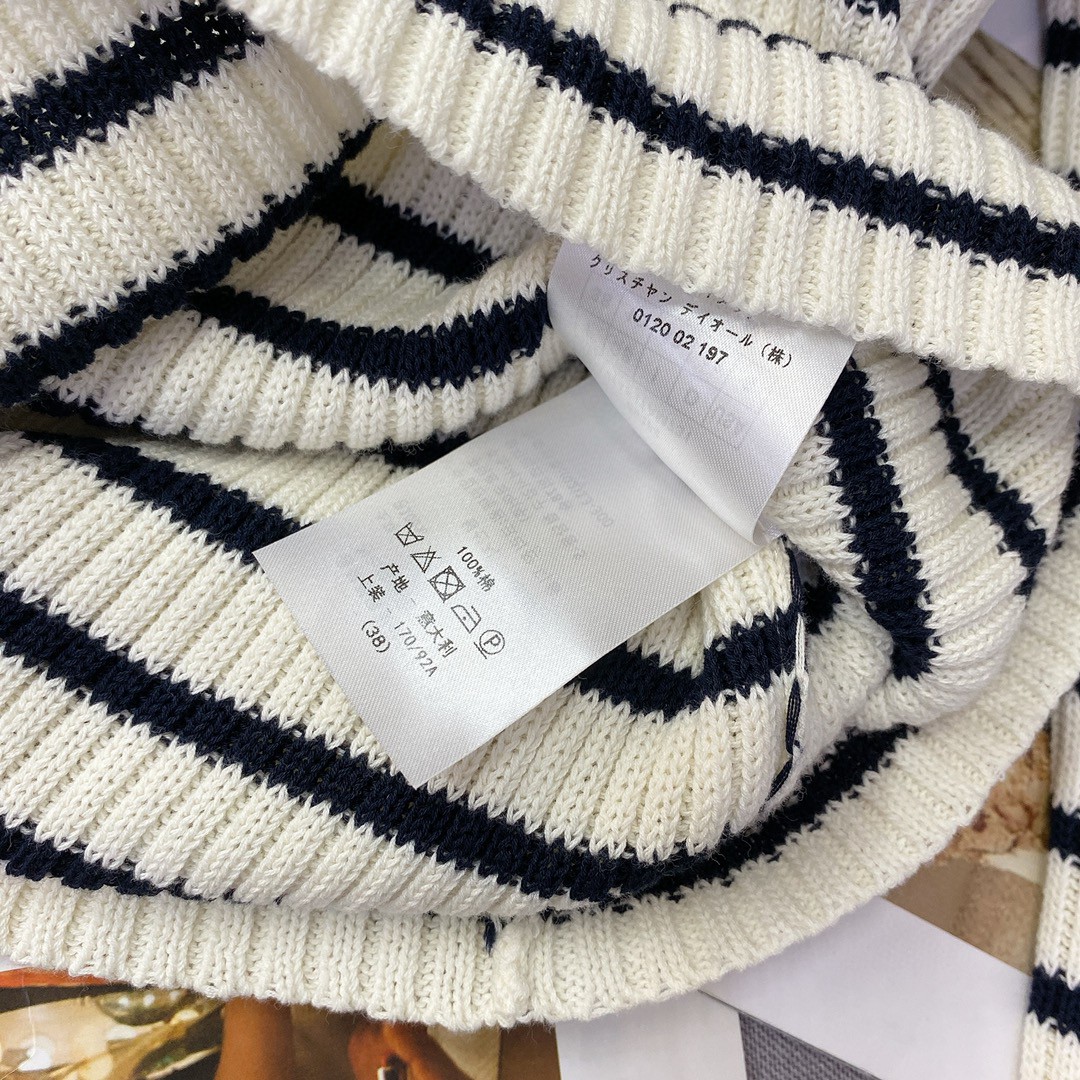 クリスチャン ディオール（株）
0120 02 197
100%棉
产地 - 意大利
上装 - 170/92A
(38)